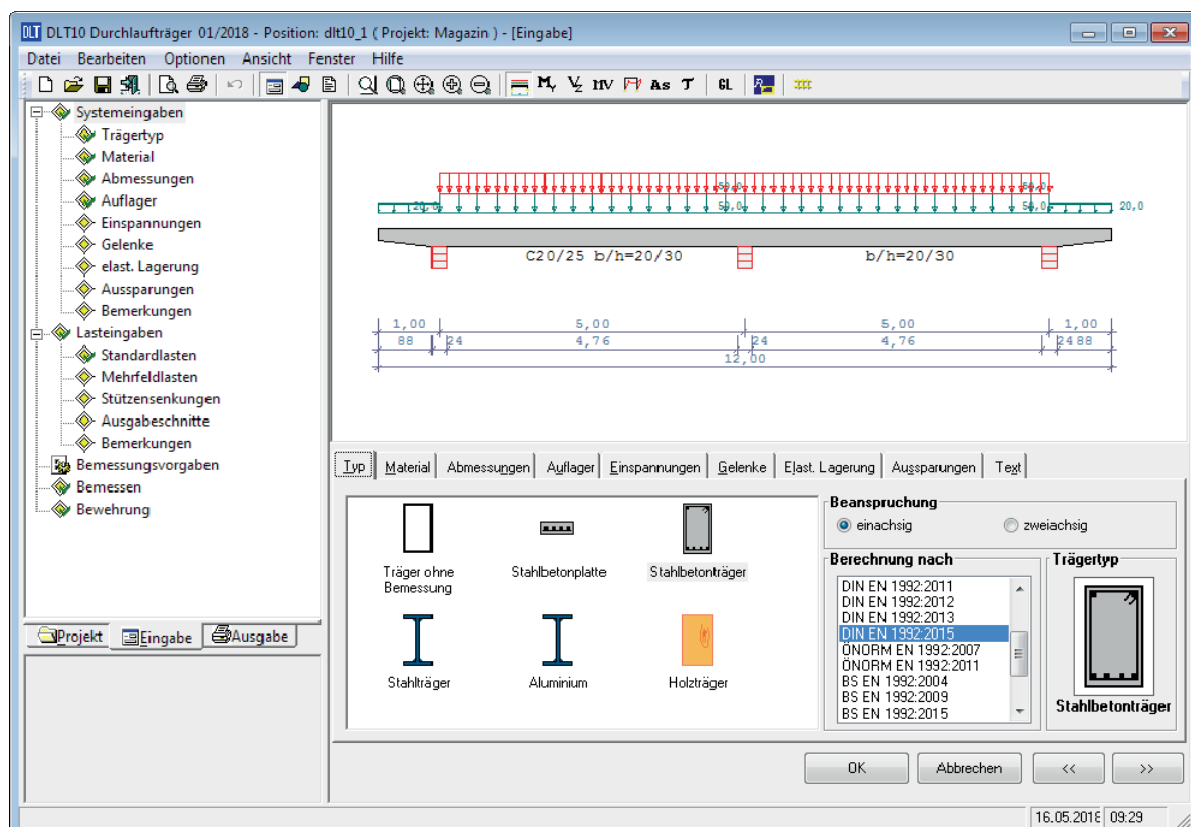 DLT DLT10 Durchlaufträger 01/2018 - Position: dlt10_1 ( Projekt: Magazin ) - [Eingabe]
Datei Bearbeiten Optionen Ansicht Fenster Hilfe
My Vz MV As T GL
Systemeingaben
Trägertyp
Material
Abmessungen
Auflager
Einspannungen
Gelenke
elast. Lagerung
Aussparungen
Bemerkungen
Lasteingaben
Standardlasten
Mehrfeldlasten
Stützensenkungen
Ausgabeschnitte
Bemerkungen
Bemessungsvorgaben
Bemessen
Bewehrung
Projekt Eingabe Ausgabe
50,0 50,0
20,0 50,0 50,0 20,0
C20/25 b/h=20/30 b/h=20/30
1,00 5,00 5,00 1,00
88 24 4,76 24 4,76 24 88
12,00
Typ Material Abmessungen Auflager Einspannungen Gelenke Elast. Lagerung Aussparungen Text
Träger ohne
Bemessung
Stahlbetonplatte
Stahlbetonträger
Stahlträger
Aluminium
Holzträger
Beanspruchung
einachsig zweiachsig
Berechnung nach
DIN EN 1992:2011
DIN EN 1992:2012
DIN EN 1992:2013
DIN EN 1992:2015
ÖNORM EN 1992:2007
ÖNORM EN 1992:2011
BS EN 1992:2004
BS EN 1992:2009
BS EN 1992:2015
Trägertyp
Stahlbetonträger
OK Abbrechen << >>
16.05.2018 09:29